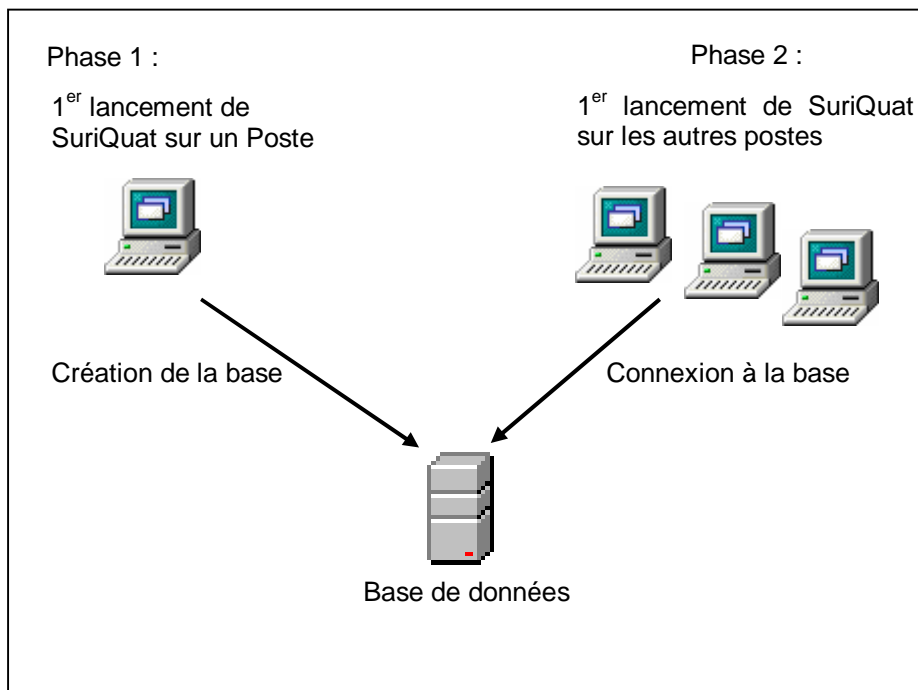 Phase 1 :
1er lancement de
SuriQuat sur un Poste
Phase 2 :
1er lancement de SuriQuat
sur les autres postes
Création de la base
Connexion à la base
Base de données